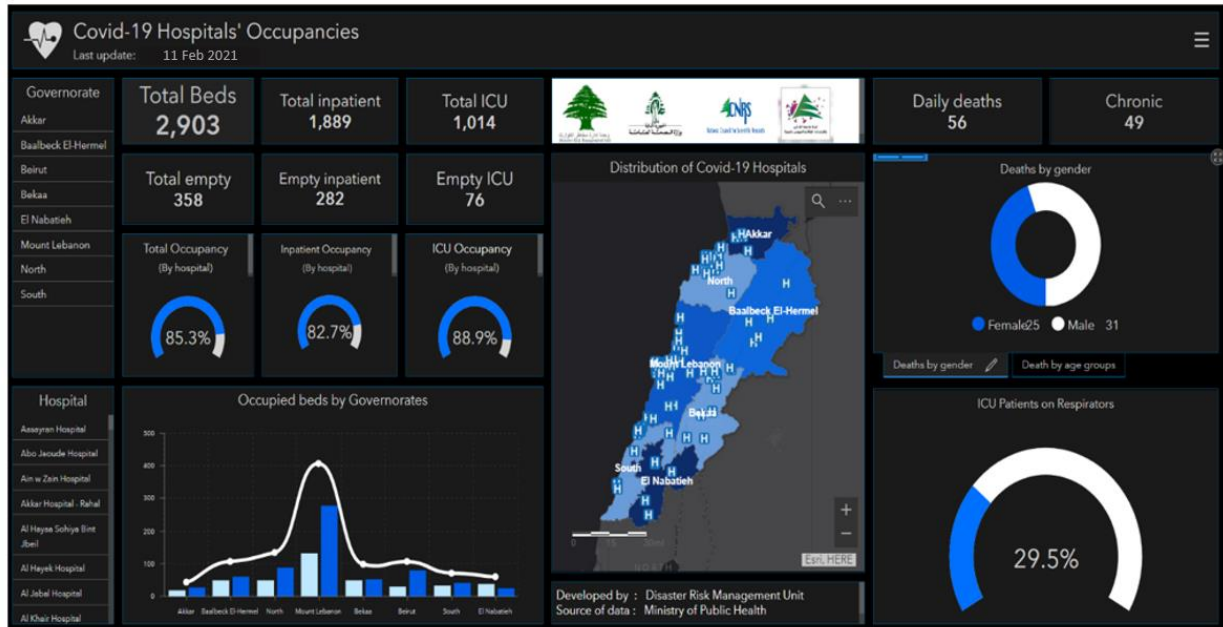 Covid-19 Hospitals' Occupancies
Last update: 11 Feb 2021
Governorate
Akkar
Baalbeck El-Hermel
Beirut
Bekaa
El Nabatieh
Mount Lebanon
North
South
Total Beds
2,903
Total inpatient
1,889
Total ICU
1,014
Total empty
358
Empty inpatient
282
Empty ICU
76
Total Occupancy
(By hospital)
85.3%
Inpatient Occupancy
(By hospital)
82.7%
ICU Occupancy
(By hospital)
88.9%
Hospital
Assayran Hospital
Abo Jaoude Hospital
Ain w Zain Hospital
Akkar Hospital - Rahal
Al Haysa Sohiya Bint
Jbeil
Al Hayek Hospital
Al Jabal Hospital
Al Khair Hospital
Occupied beds by Governorates
500
400
300
200
100
0
Akkar Baalbeck El-Hermel North Mount Lebanon Bekaa Beirut South El Nabatieh
CNRS
Distribution of Covid-19 Hospitals
Akkar
North
Baalbeck El-Hermel
Mount Lebanon
Bekaa
South
El Nabatieh
Esri, HERE
Developed by : Disaster Risk Management Unit
Source of data : Ministry of Public Health
Daily deaths
56
Chronic
49
Deaths by gender
Female25 Male 31
Deaths by gender
Death by age groups
ICU Patients on Respirators
29.5%